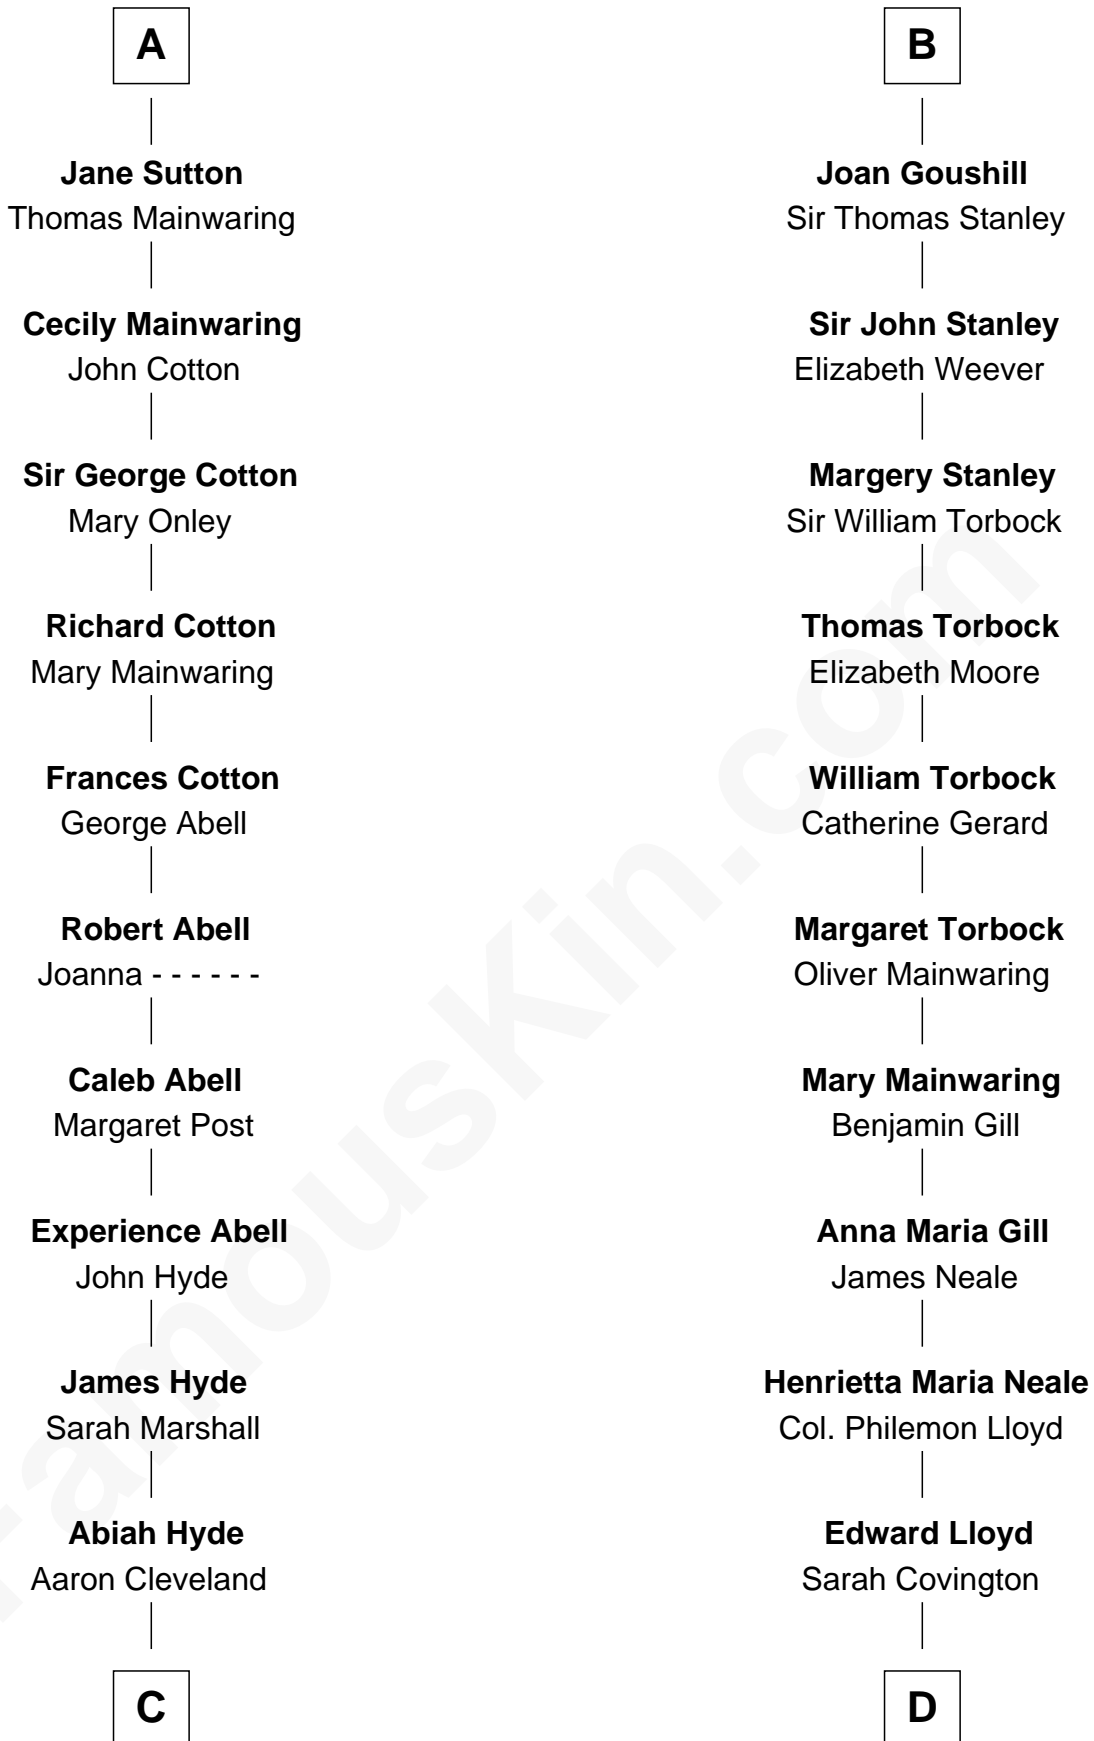 A
Jane Sutton
Thomas Mainwaring
Cecily Mainwaring
John Cotton
Sir George Cotton
Mary Onley
Richard Cotton
Mary Mainwaring
Frances Cotton
George Abell
Robert Abell
Joanna - - - - - -
Caleb Abell
Margaret Post
Experience Abell
John Hyde
James Hyde
Sarah Marshall
Abiah Hyde
Aaron Cleveland
C
B
Joan Goushill
Sir Thomas Stanley
Sir John Stanley
Elizabeth Weever
Margery Stanley
Sir William Torbock
Thomas Torbock
Elizabeth Moore
William Torbock
Catherine Gerard
Margaret Torbock
Oliver Mainwaring
Mary Mainwaring
Benjamin Gill
Anna Maria Gill
James Neale
Henrietta Maria Neale
Col. Philemon Lloyd
Edward Lloyd
Sarah Covington
D
FamousKin.com